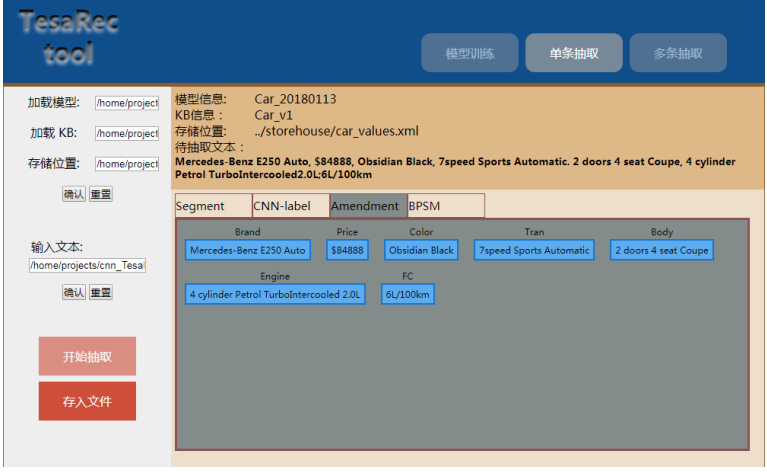 TesaRec
tool
模型训练 单条抽取 多条抽取
加载模型: /home/project
加载 KB: /home/project
存储位置: /home/project
确认 重置
输入文本:
/home/projects/cnn_Tesal
确认 重置
开始抽取
存入文件
模型信息: Car_20180113
KB信息： Car_v1
存储位置: ../storehouse/car_values.xml
待抽取文本：
Mercedes-Benz E250 Auto, $84888, Obsidian Black, 7speed Sports Automatic. 2 doors 4 seat Coupe, 4 cylinder
Petrol TurboIntercooled2.0L;6L/100km
Segment CNN-label Amendment BPSM
Brand Price Color Tran Body
Mercedes-Benz E250 Auto $84888 Obsidian Black 7speed Sports Automatic 2 doors 4 seat Coupe
Engine FC
4 cylinder Petrol TurboIntercooled 2.0L 6L/100km